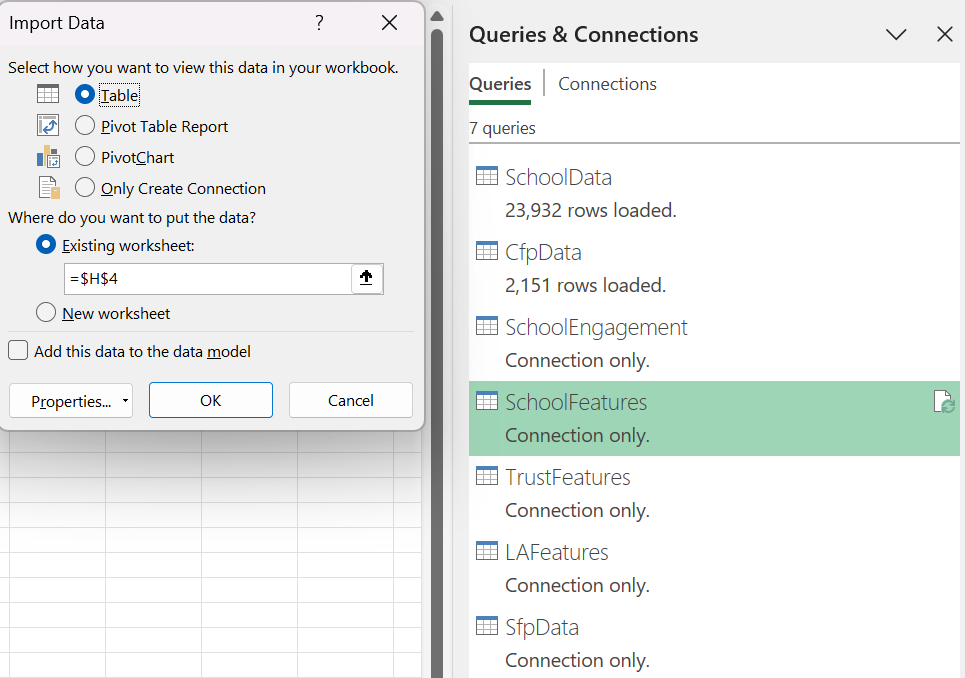 Import Data
?
Select how you want to view this data in your workbook.
Table
Pivot Table Report
PivotChart
Only Create Connection
Where do you want to put the data?
Existing worksheet:
=$H$4
New worksheet
Add this data to the data model
Properties...
OK
Cancel
Queries & Connections
Queries
Connections
7 queries
SchoolData
23,932 rows loaded.
CfpData
2,151 rows loaded.
SchoolEngagement
Connection only.
SchoolFeatures
Connection only.
TrustFeatures
Connection only.
LAFeatures
Connection only.
SfpData
Connection only.